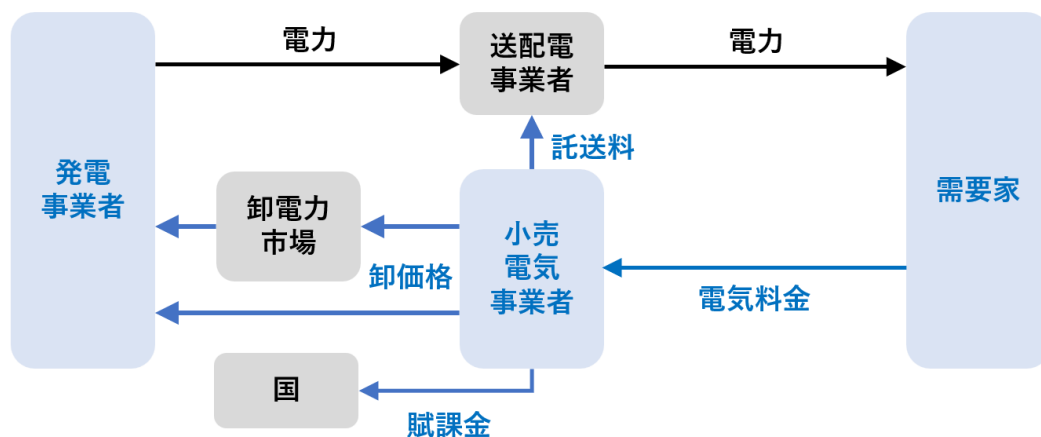 電力
送配電
事業者
電力
託送料
発電
事業者
卸電力
市場
小売
電気
事業者
需要家
卸価格
電気料金
国
賦課金